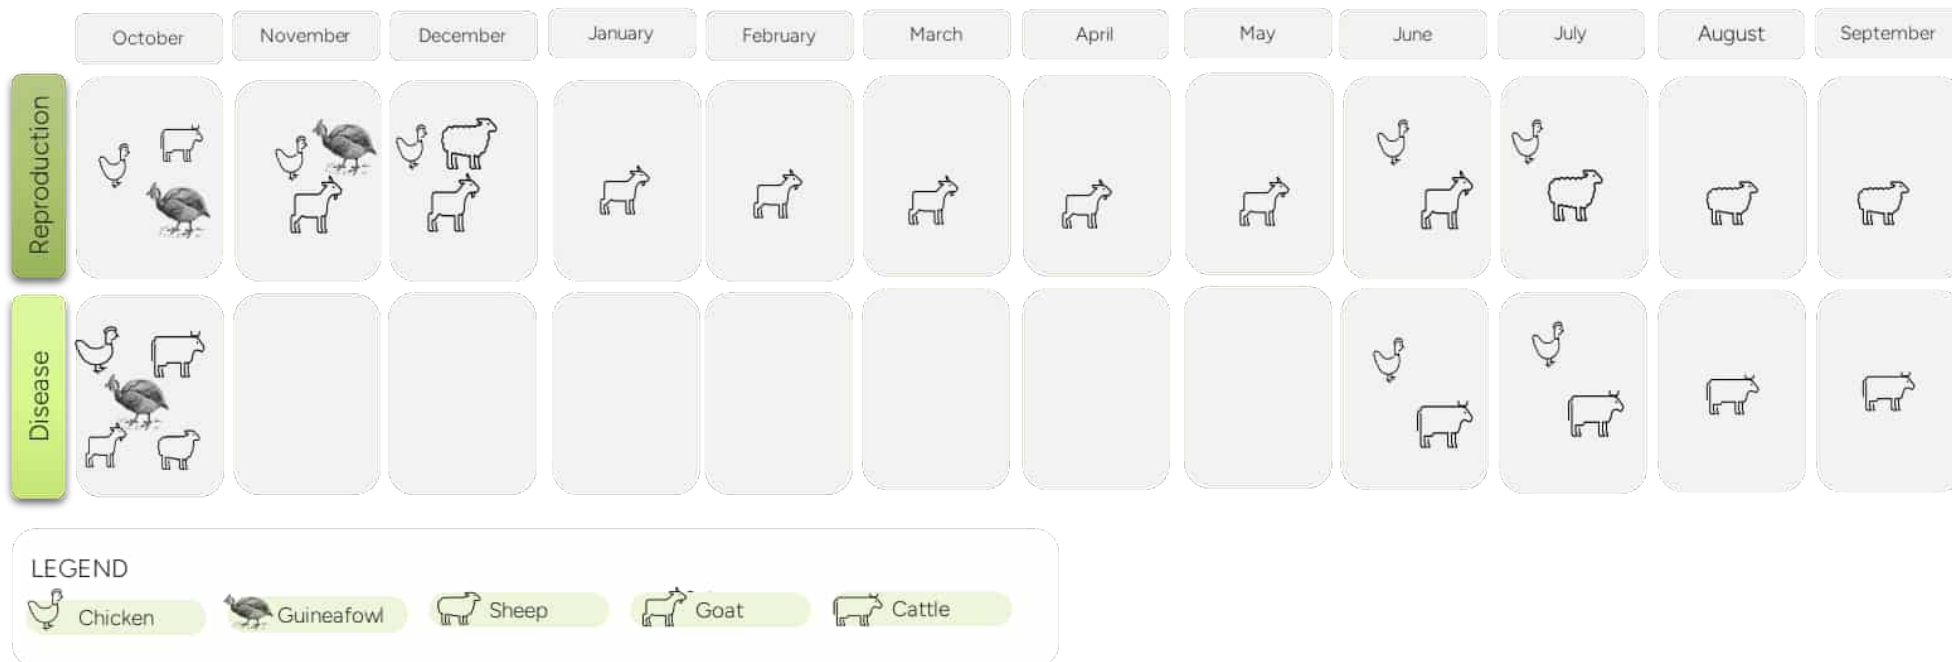 October
November
December
January
February
March
April
May
June
July
August
September
Reproduction
Disease
LEGEND
Chicken
Guineafowl
Sheep
Goat
Cattle